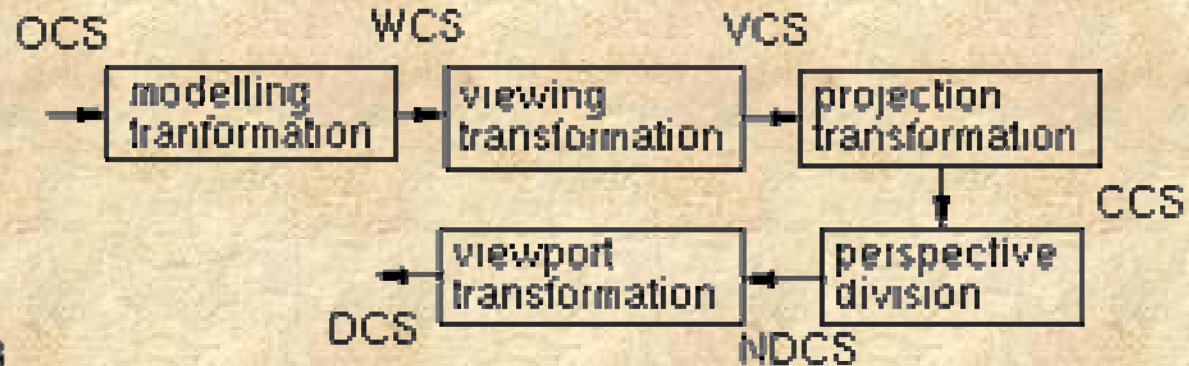 OCS
WCS
VCS
modelling
tranformation
viewing
transformation
projection
transformation
CCS
perspective
division
viewport
transformation
DCS
NDCS